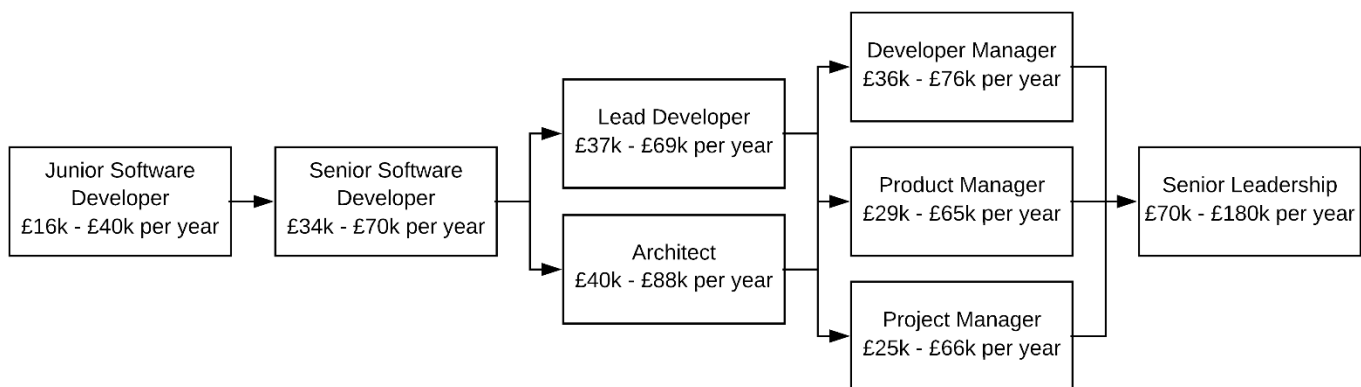 Junior Software
Developer
£16k - £40k per year
Senior Software
Developer
£34k - £70k per year
Lead Developer
£37k - £69k per year
Architect
£40k - £88k per year
Developer Manager
£36k - £76k per year
Product Manager
£29k - £65k per year
Project Manager
£25k - £66k per year
Senior Leadership
£70k - £180k per year